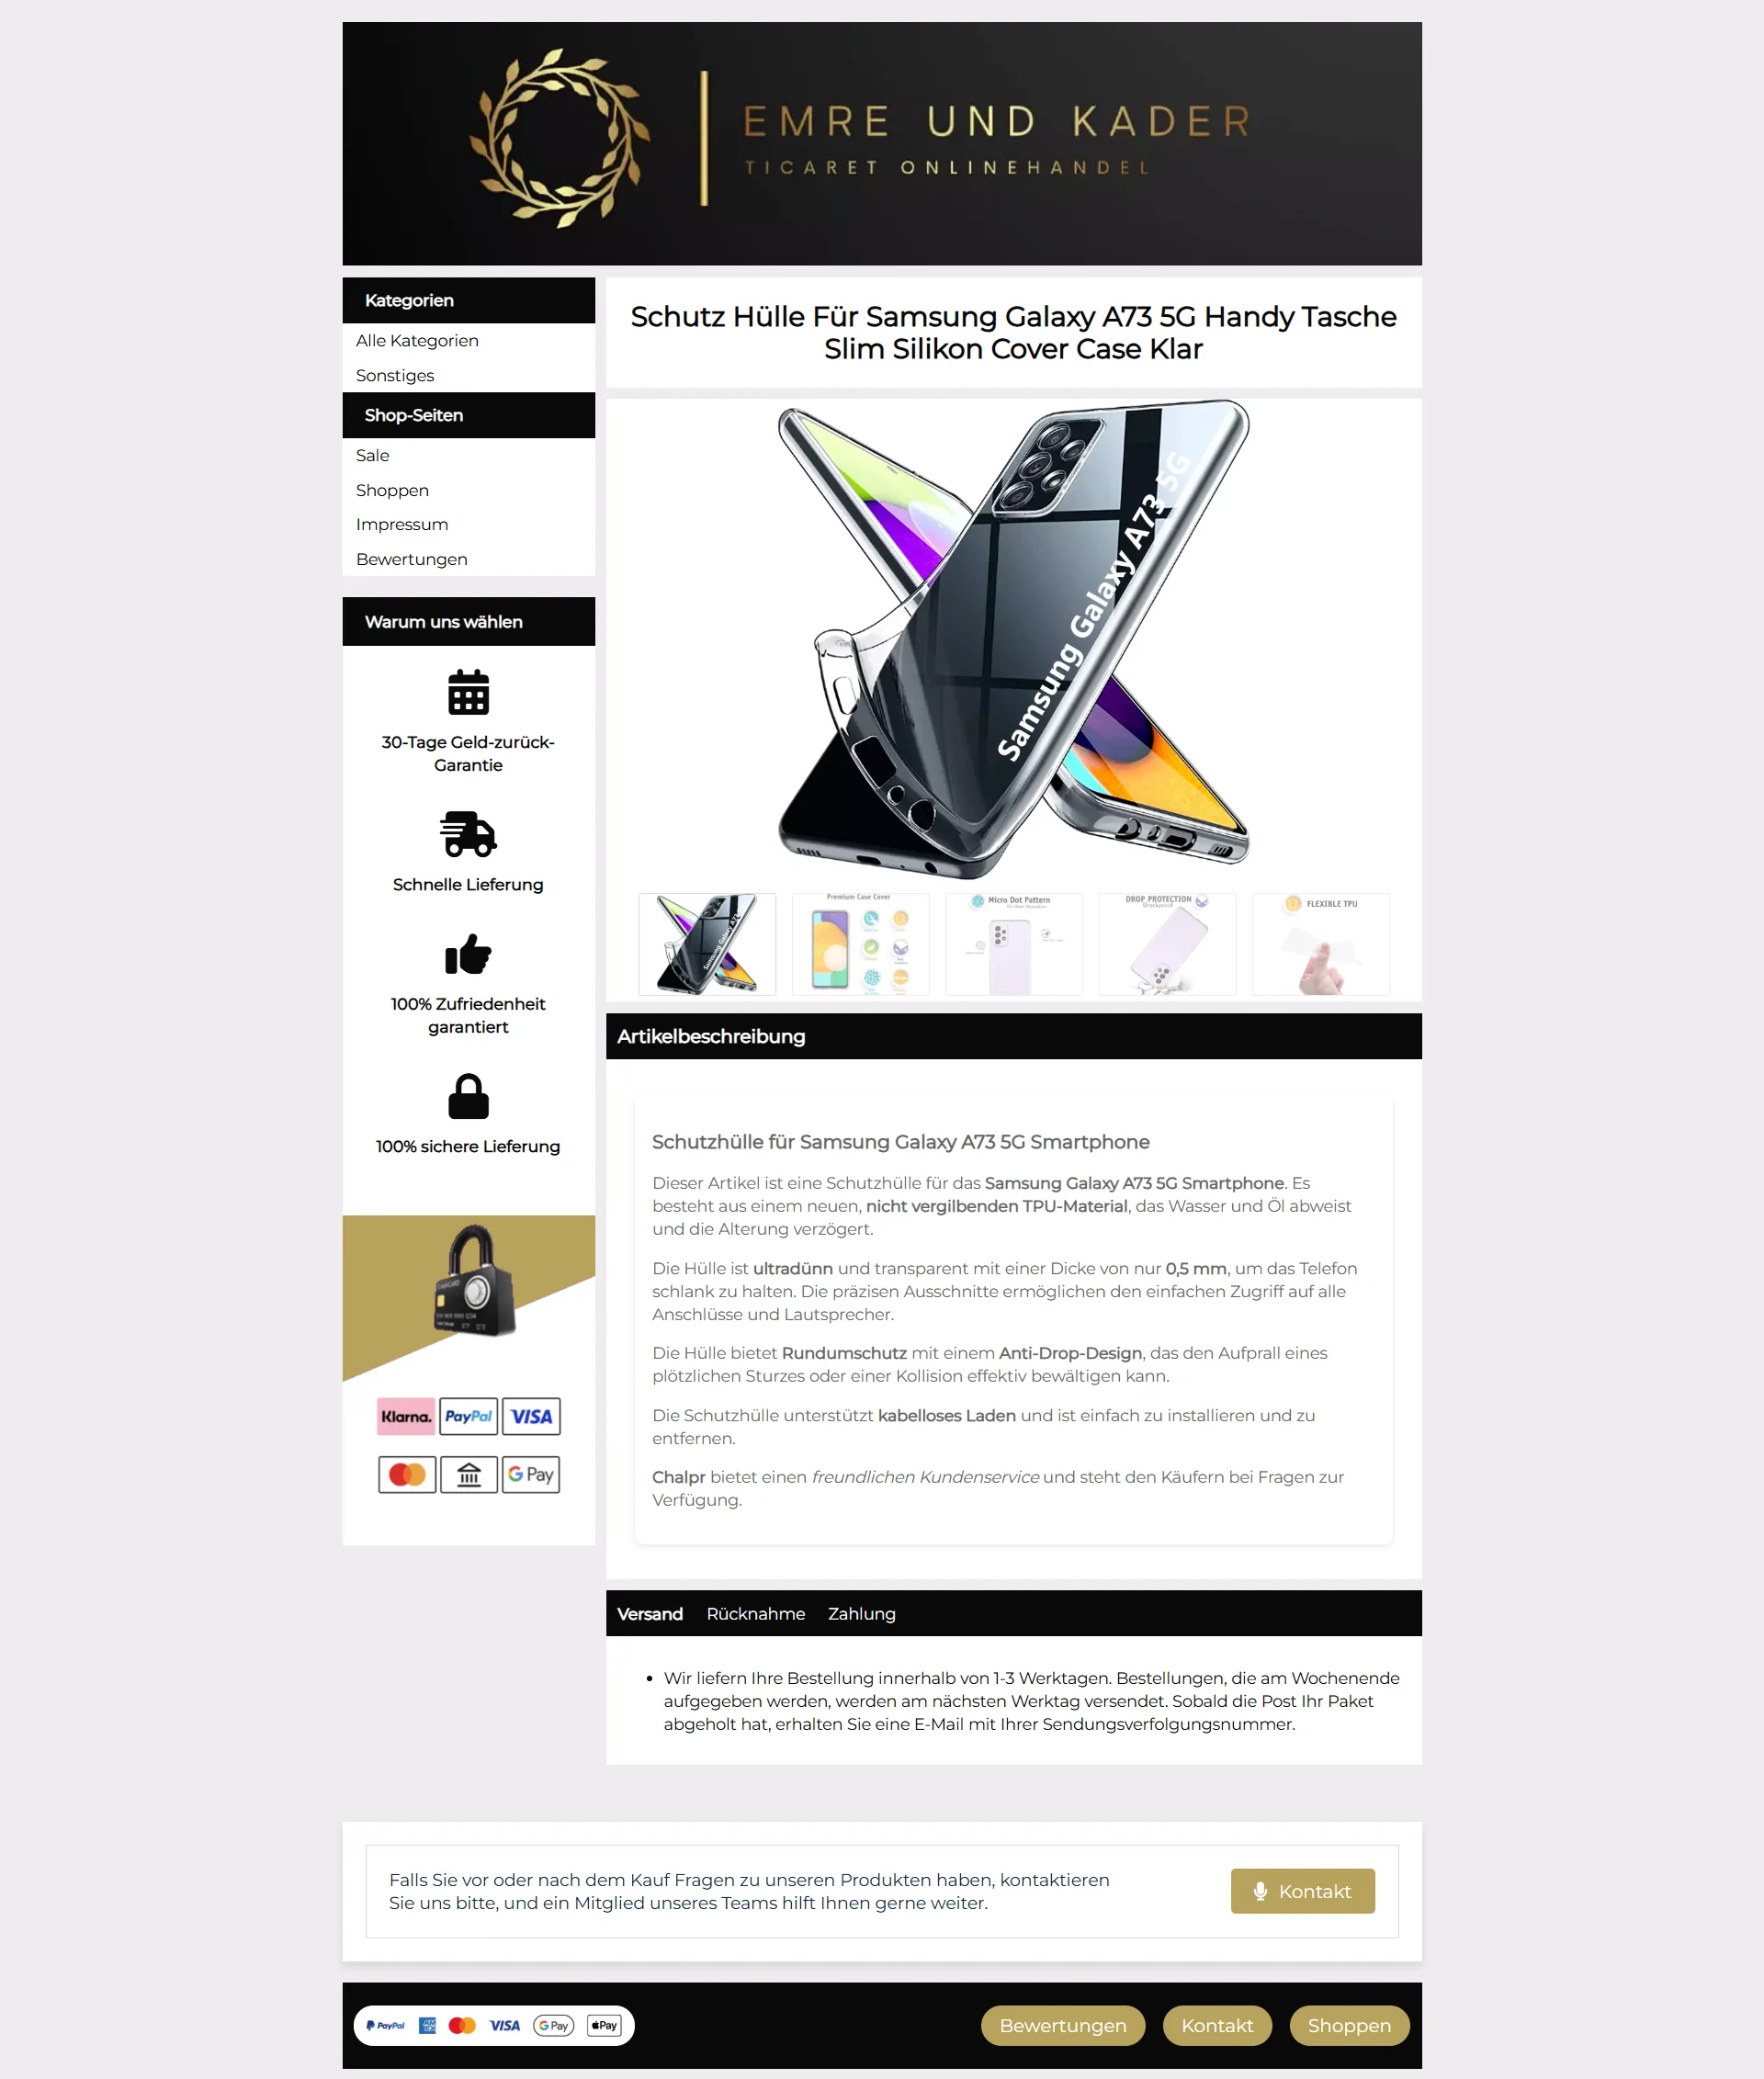 EMRE UND KADER
TICARET ONLINEHANDEL
Kategorien
Alle Kategorien
Sonstiges
Shop-Seiten
Sale
Shoppen
Impressum
Bewertungen
Warum uns wählen
30-Tage Geld-zurück-
Garantie
Schnelle Lieferung
100% Zufriedenheit
garantiert
100% sichere Lieferung
Klarna. PayPal VISA
G Pay
Schutz Hülle Für Samsung Galaxy A73 5G Handy Tasche
Slim Silikon Cover Case Klar
Samsung Galaxy A73 5G
Premium Case Cover
Micro Dot Pattern
DROP PROTECTION
Shockproof
FLEXIBLE TPU
Artikelbeschreibung
Schutzhülle für Samsung Galaxy A73 5G Smartphone
Dieser Artikel ist eine Schutzhülle für das Samsung Galaxy A73 5G Smartphone. Es
besteht aus einem neuen, nicht vergilbenden TPU-Material, das Wasser und Öl abweist
und die Alterung verzögert.
Die Hülle ist ultradünn und transparent mit einer Dicke von nur 0,5 mm, um das Telefon
schlank zu halten. Die präzisen Ausschnitte ermöglichen den einfachen Zugriff auf alle
Anschlüsse und Lautsprecher.
Die Hülle bietet Rundumschutz mit einem Anti-Drop-Design, das den Aufprall eines
plötzlichen Sturzes oder einer Kollision effektiv bewältigen kann.
Die Schutzhülle unterstützt kabelloses Laden und ist einfach zu installieren und zu
entfernen.
Chalpr bietet einen freundlichen Kundenservice und steht den Käufern bei Fragen zur
Verfügung.
Versand Rücknahme Zahlung
Wir liefern Ihre Bestellung innerhalb von 1-3 Werktagen. Bestellungen, die am Wochenende
aufgegeben werden, werden am nächsten Werktag versendet. Sobald die Post Ihr Paket
abgeholt hat, erhalten Sie eine E-Mail mit Ihrer Sendungsverfolgungsnummer.
Falls Sie vor oder nach dem Kauf Fragen zu unseren Produkten haben, kontaktieren
Sie uns bitte, und ein Mitglied unseres Teams hilft Ihnen gerne weiter.
Kontakt
PayPal AMEX VISA G Pay Pay
Bewertungen Kontakt Shoppen